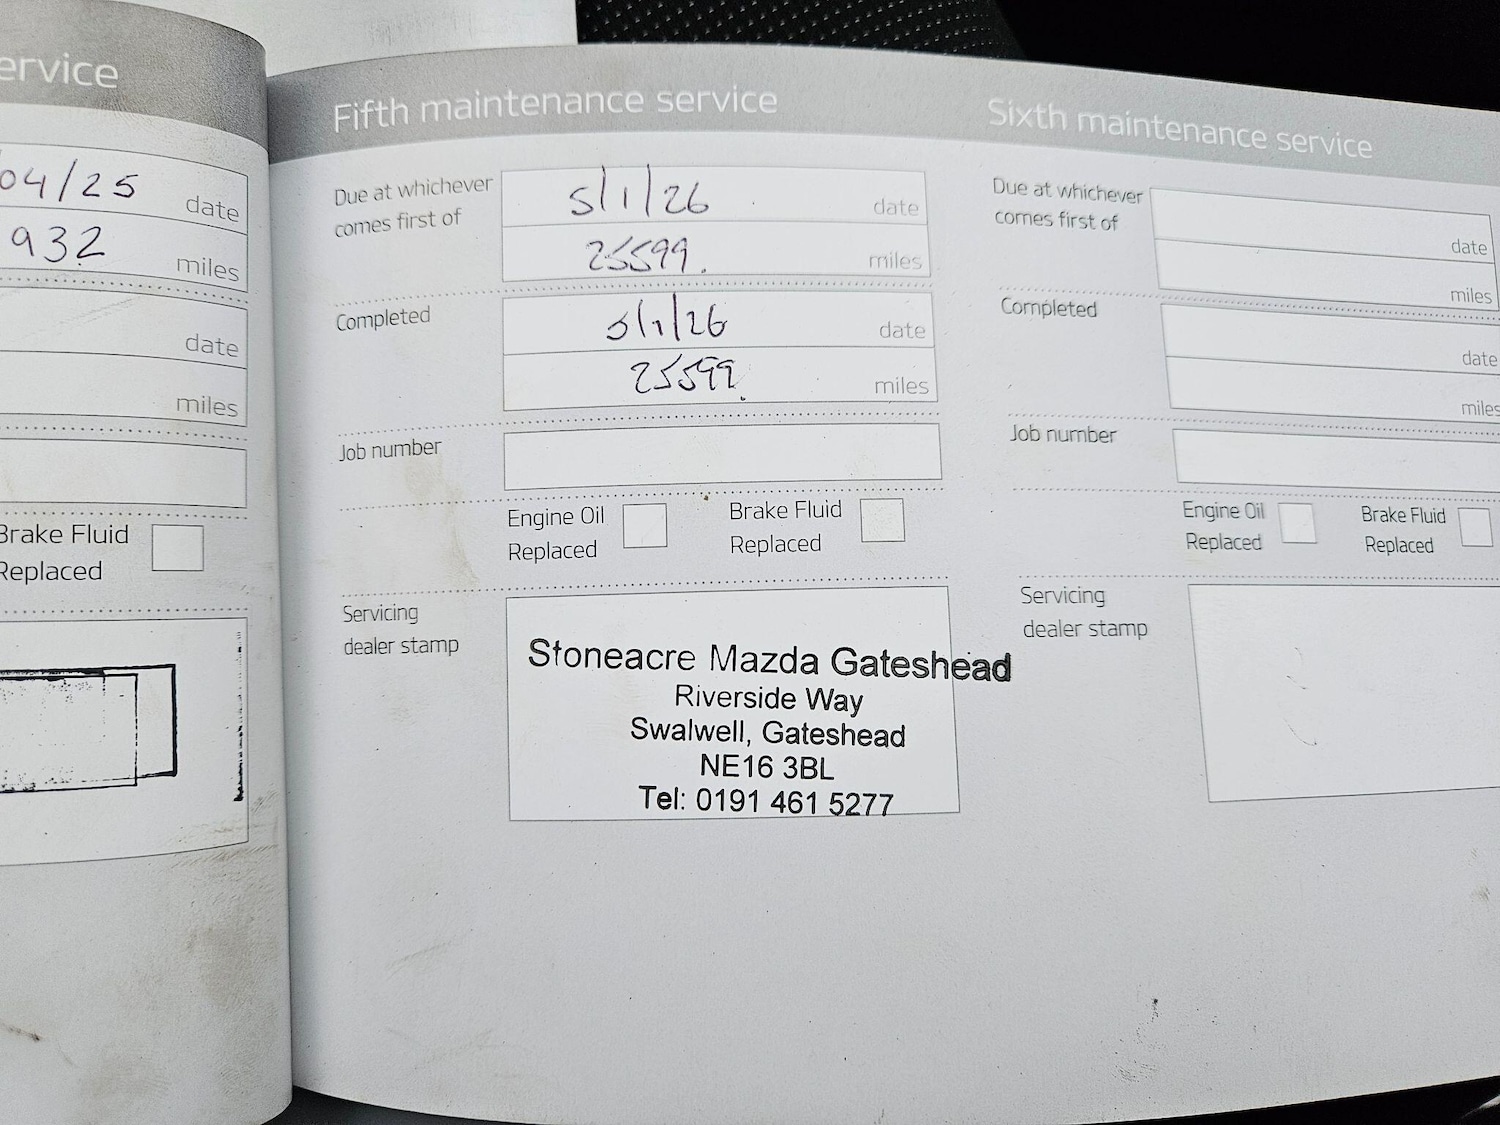 ervice
04/25 date
932 miles
date
miles
Brake Fluid
Replaced
Fifth maintenance service
Due at whichever
comes first of
5/1/26 date
25599. miles
Completed
5/1/26 date
25599. miles
Job number
Engine Oil
Replaced
Brake Fluid
Replaced
Servicing
dealer stamp
Stoneacre Mazda Gateshead
Riverside Way
Swalwell, Gateshead
NE16 3BL
Tel: 0191 461 5277
Sixth maintenance service
Due at whichever
comes first of
date
miles
Completed
date
miles
Job number
Engine Oil
Replaced
Brake Fluid
Replaced
Servicing
dealer stamp